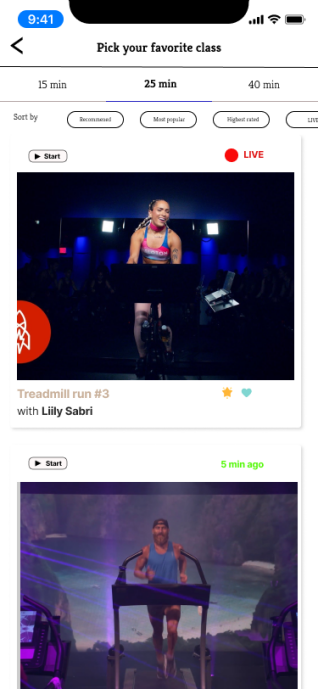 9:41
Pick your favorite class
15 min
25 min
40 min
Sort by
Recommened
Most popular
Highest rated
LIVE
Start
LIVE
Treadmill run #3
with Liily Sabri
Start
5 min ago